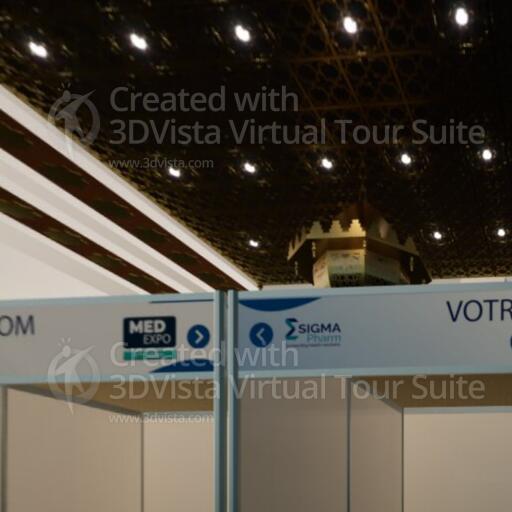 Created with
3DVista Virtual Tour Suite
www.3dvista.com
OM
MED
EXPO
SIGMA
Pharm
VOTR
Created with
3DVista Virtual Tour Suite
www.3dvista.com